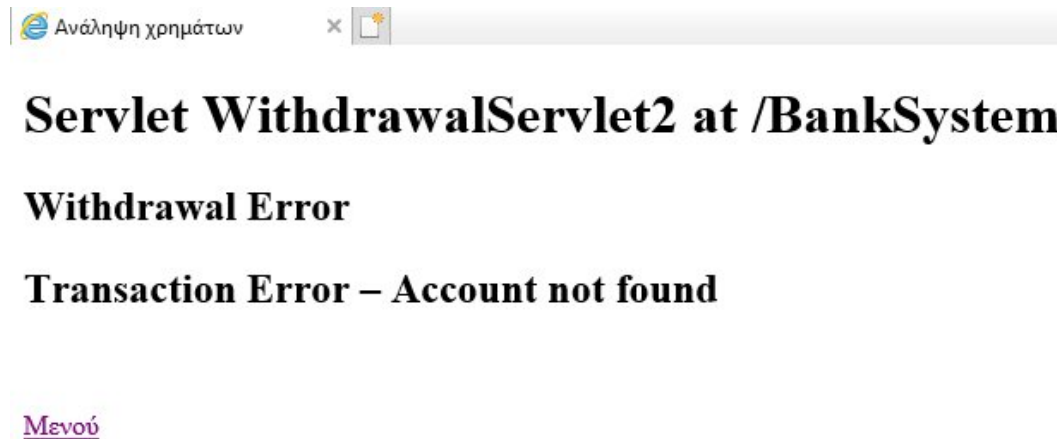 Ανάληψη χρημάτων
Servlet WithdrawalServlet2 at /BankSystem
Withdrawal Error
Transaction Error – Account not found
Μενού